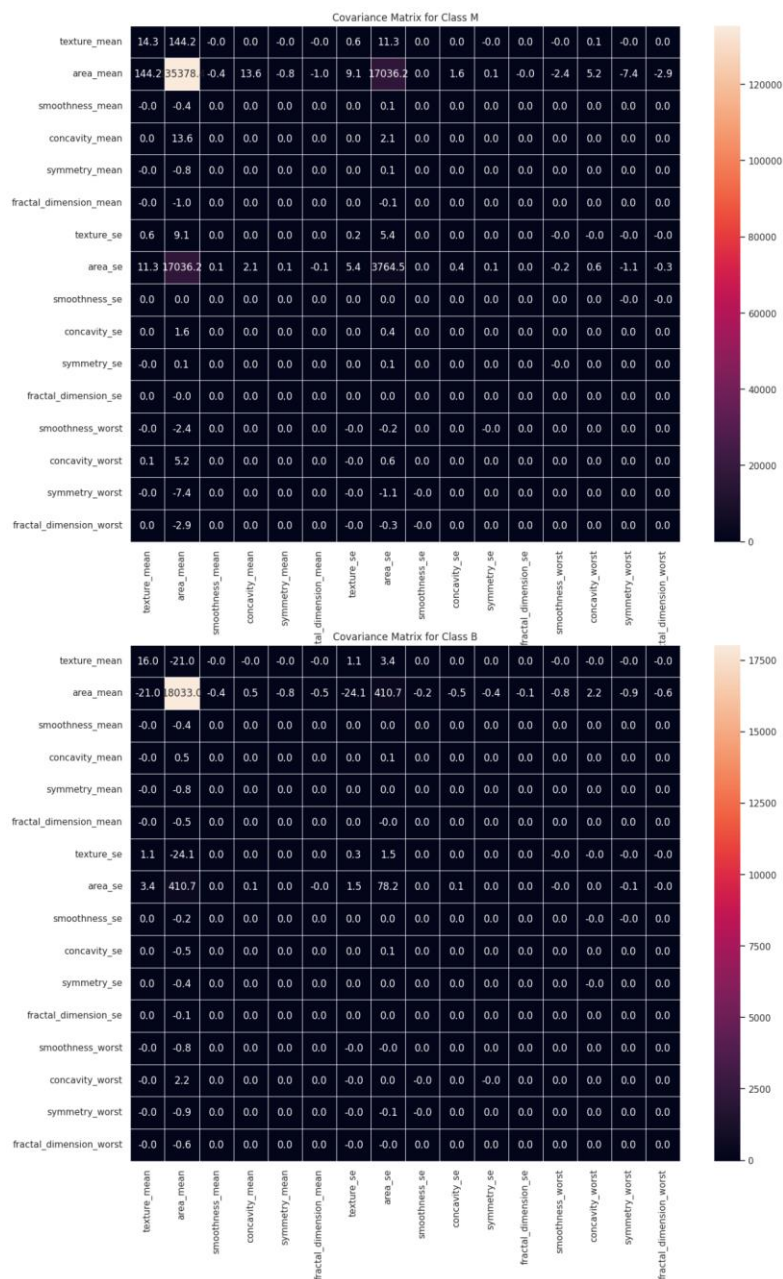 Covariance Matrix for Class M
texture_mean 14.3 144.2 -0.0 0.0 -0.0 -0.0 0.6 11.3 0.0 0.0 -0.0 0.0 -0.0 0.1 -0.0 0.0
area_mean 144.2 35378. -0.4 13.6 -0.8 -1.0 9.1 17036.2 0.0 1.6 0.1 -0.0 -2.4 5.2 -7.4 -2.9
smoothness_mean -0.0 -0.4 0.0 0.0 0.0 0.0 0.0 0.1 0.0 0.0 0.0 0.0 0.0 0.0 0.0 0.0
concavity_mean 0.0 13.6 0.0 0.0 0.0 0.0 0.0 2.1 0.0 0.0 0.0 0.0 0.0 0.0 0.0 0.0
symmetry_mean -0.0 -0.8 0.0 0.0 0.0 0.0 0.0 0.1 0.0 0.0 0.0 0.0 0.0 0.0 0.0 0.0
fractal_dimension_mean -0.0 -1.0 0.0 0.0 0.0 0.0 0.0 -0.1 0.0 0.0 0.0 0.0 0.0 0.0 0.0 0.0
texture_se 0.6 9.1 0.0 0.0 0.0 0.0 0.2 5.4 0.0 0.0 0.0 0.0 -0.0 -0.0 -0.0 -0.0
area_se 11.3 17036.2 0.1 2.1 0.1 -0.1 5.4 3764.5 0.0 0.4 0.1 0.0 -0.2 0.6 -1.1 -0.3
smoothness_se 0.0 0.0 0.0 0.0 0.0 0.0 0.0 0.0 0.0 0.0 0.0 0.0 0.0 0.0 -0.0 -0.0
concavity_se 0.0 1.6 0.0 0.0 0.0 0.0 0.0 0.4 0.0 0.0 0.0 0.0 0.0 0.0 0.0 0.0
symmetry_se -0.0 0.1 0.0 0.0 0.0 0.0 0.0 0.1 0.0 0.0 0.0 0.0 -0.0 0.0 0.0 0.0
fractal_dimension_se 0.0 -0.0 0.0 0.0 0.0 0.0 0.0 0.0 0.0 0.0 0.0 0.0 0.0 0.0 0.0 0.0
smoothness_worst -0.0 -2.4 0.0 0.0 0.0 0.0 -0.0 -0.2 0.0 0.0 -0.0 0.0 0.0 0.0 0.0 0.0
concavity_worst 0.1 5.2 0.0 0.0 0.0 0.0 -0.0 0.6 0.0 0.0 0.0 0.0 0.0 0.0 0.0 0.0
symmetry_worst -0.0 -7.4 0.0 0.0 0.0 0.0 -0.0 -1.1 -0.0 0.0 0.0 0.0 0.0 0.0 0.0 0.0
fractal_dimension_worst 0.0 -2.9 0.0 0.0 0.0 0.0 -0.0 -0.3 -0.0 0.0 0.0 0.0 0.0 0.0 0.0 0.0
texture_mean area_mean smoothness_mean concavity_mean symmetry_mean ctal_dimension_mean texture_se area_se smoothness_se concavity_se symmetry_se fractal_dimension_se smoothness_worst concavity_worst symmetry_worst ctal_dimension_worst
120000
100000
80000
60000
40000
20000
0
Covariance Matrix for Class B
texture_mean 16.0 -21.0 -0.0 -0.0 -0.0 -0.0 1.1 3.4 0.0 0.0 0.0 0.0 -0.0 -0.0 -0.0 -0.0
area_mean -21.0 18033.0 -0.4 0.5 -0.8 -0.5 -24.1 410.7 -0.2 -0.5 -0.4 -0.1 -0.8 2.2 -0.9 -0.6
smoothness_mean -0.0 -0.4 0.0 0.0 0.0 0.0 0.0 0.0 0.0 0.0 0.0 0.0 0.0 0.0 0.0 0.0
concavity_mean -0.0 0.5 0.0 0.0 0.0 0.0 0.0 0.1 0.0 0.0 0.0 0.0 0.0 0.0 0.0 0.0
symmetry_mean -0.0 -0.8 0.0 0.0 0.0 0.0 0.0 0.0 0.0 0.0 0.0 0.0 0.0 0.0 0.0 0.0
fractal_dimension_mean -0.0 -0.5 0.0 0.0 0.0 0.0 0.0 -0.0 0.0 0.0 0.0 0.0 0.0 0.0 0.0 0.0
texture_se 1.1 -24.1 0.0 0.0 0.0 0.0 0.3 1.5 0.0 0.0 0.0 0.0 -0.0 -0.0 -0.0 -0.0
area_se 3.4 410.7 0.0 0.1 0.0 -0.0 1.5 78.2 0.0 0.1 0.0 0.0 -0.0 0.0 -0.1 -0.0
smoothness_se 0.0 -0.2 0.0 0.0 0.0 0.0 0.0 0.0 0.0 0.0 0.0 0.0 0.0 -0.0 -0.0 0.0
concavity_se 0.0 -0.5 0.0 0.0 0.0 0.0 0.0 0.1 0.0 0.0 0.0 0.0 0.0 0.0 0.0 0.0
symmetry_se 0.0 -0.4 0.0 0.0 0.0 0.0 0.0 0.0 0.0 0.0 0.0 0.0 0.0 -0.0 0.0 0.0
fractal_dimension_se 0.0 -0.1 0.0 0.0 0.0 0.0 0.0 0.0 0.0 0.0 0.0 0.0 0.0 0.0 0.0 0.0
smoothness_worst -0.0 -0.8 0.0 0.0 0.0 0.0 -0.0 -0.0 0.0 0.0 0.0 0.0 0.0 0.0 0.0 0.0
concavity_worst -0.0 2.2 0.0 0.0 0.0 0.0 -0.0 0.0 -0.0 0.0 -0.0 0.0 0.0 0.0 0.0 0.0
symmetry_worst -0.0 -0.9 0.0 0.0 0.0 0.0 -0.0 -0.1 -0.0 0.0 0.0 0.0 0.0 0.0 0.0 0.0
fractal_dimension_worst -0.0 -0.6 0.0 0.0 0.0 0.0 -0.0 -0.0 0.0 0.0 0.0 0.0 0.0 0.0 0.0 0.0
texture_mean area_mean smoothness_mean concavity_mean symmetry_mean fractal_dimension_mean texture_se area_se smoothness_se concavity_se symmetry_se fractal_dimension_se smoothness_worst concavity_worst symmetry_worst fractal_dimension_worst
17500
15000
12500
10000
7500
5000
2500
0